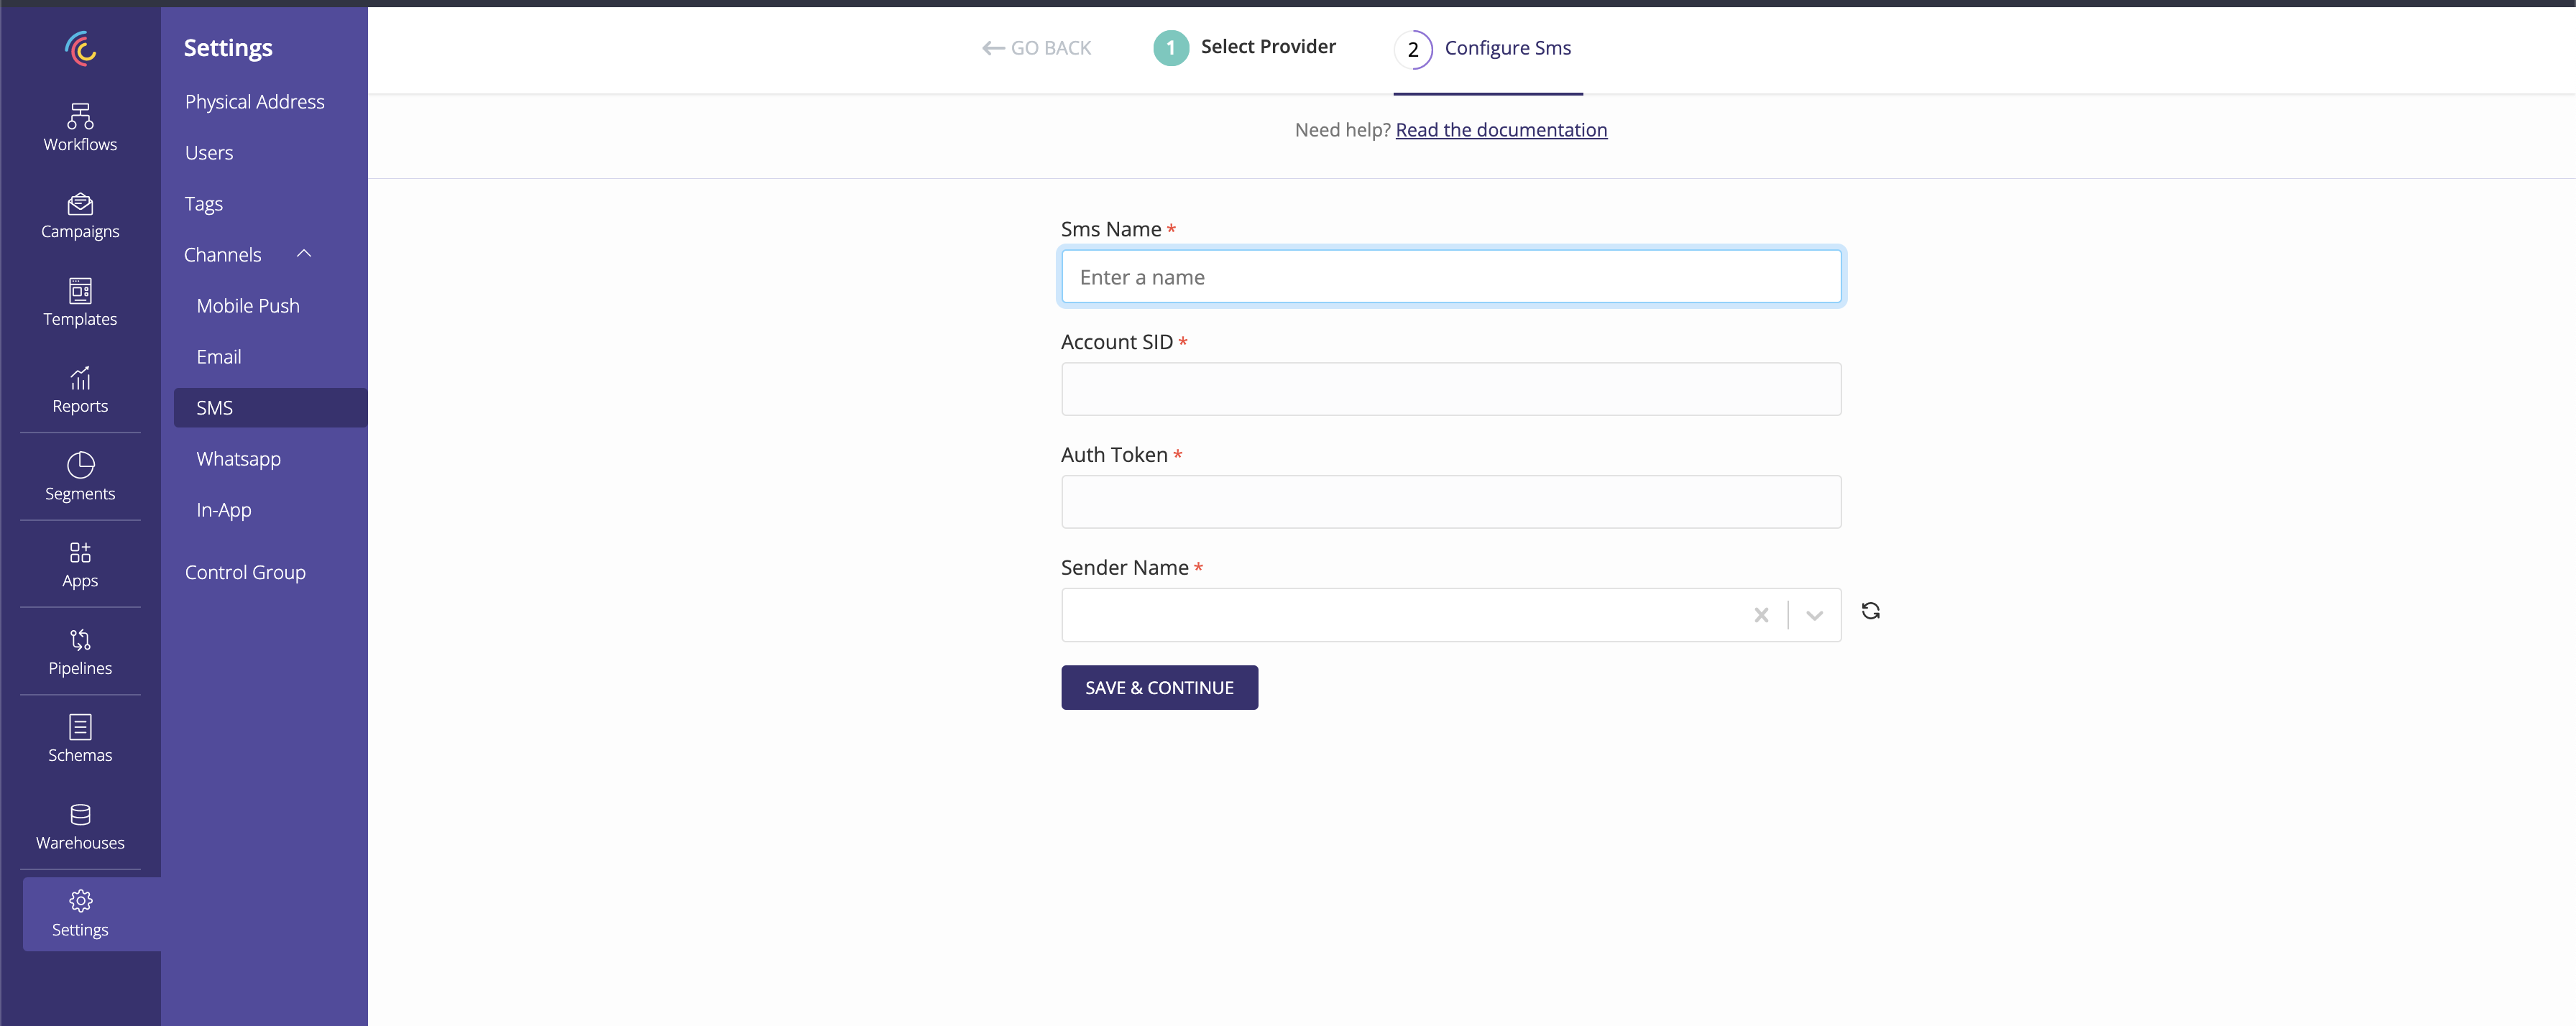 Workflows
Campaigns
Templates
Reports
Segments
Apps
Pipelines
Schemas
Warehouses
Settings
Settings
Physical Address
Users
Tags
Channels
Mobile Push
Email
SMS
Whatsapp
In-App
Control Group
GO BACK
1 Select Provider
2 Configure Sms
Need help? Read the documentation
Sms Name *
Enter a name
Account SID *
Auth Token *
Sender Name *
SAVE & CONTINUE